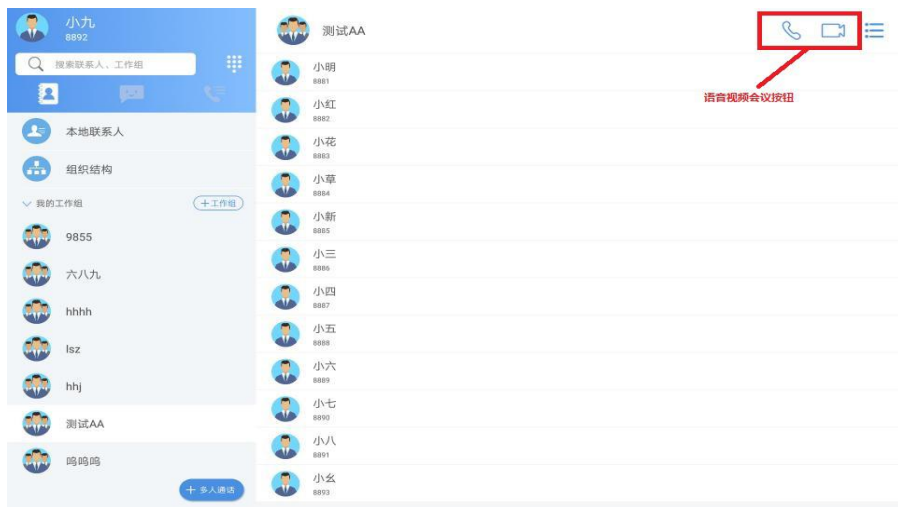 小九
8892
搜索联系人、工作组
本地联系人
组织结构
我的工作组
+工作组
9855
六八九
hhhh
lsz
hhj
测试AA
呜呜呜
+ 多人通话
测试AA
语音视频会议按钮
小明
8881
小红
8882
小花
8883
小草
8884
小新
8885
小三
8886
小四
8887
小五
8888
小六
8889
小七
8890
小八
8891
小幺
8893